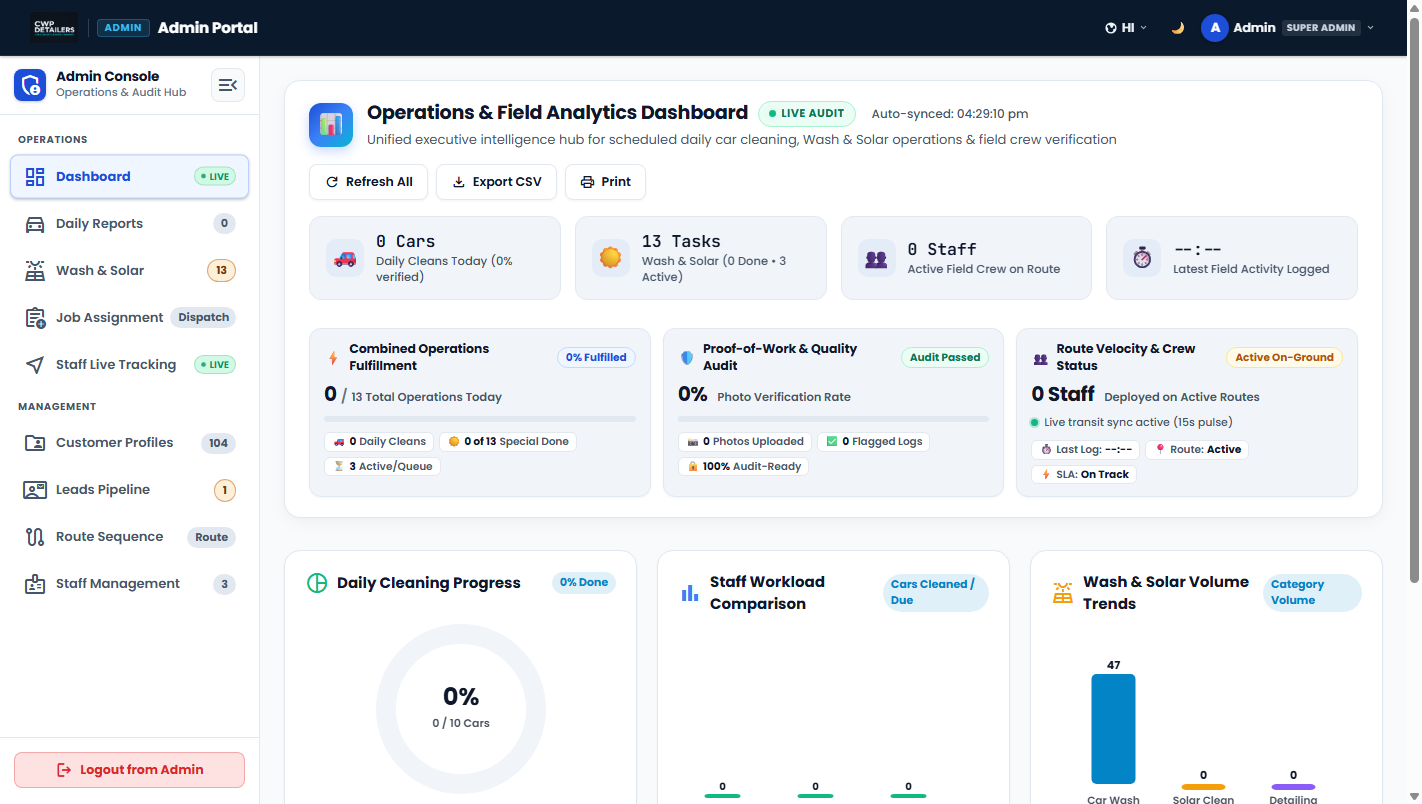 CWP
DETAILERS
ADMIN
Admin Portal
HI
A
Admin
SUPER ADMIN
Admin Console
Operations & Audit Hub
OPERATIONS
Dashboard
LIVE
Daily Reports
0
Wash & Solar
13
Job Assignment
Dispatch
Staff Live Tracking
LIVE
MANAGEMENT
Customer Profiles
104
Leads Pipeline
1
Route Sequence
Route
Staff Management
3
Logout from Admin
Operations & Field Analytics Dashboard
LIVE AUDIT
Auto-synced: 04:29:10 pm
Unified executive intelligence hub for scheduled daily car cleaning, Wash & Solar operations & field crew verification
Refresh All
Export CSV
Print
0 Cars
Daily Cleans Today (0%
verified)
13 Tasks
Wash & Solar (0 Done • 3
Active)
0 Staff
Active Field Crew on Route
--:--
Latest Field Activity Logged
Combined Operations
Fulfillment
0% Fulfilled
0 / 13 Total Operations Today
0 Daily Cleans
0 of 13 Special Done
3 Active/Queue
Proof-of-Work & Quality
Audit
Audit Passed
0% Photo Verification Rate
0 Photos Uploaded
0 Flagged Logs
100% Audit-Ready
Route Velocity & Crew
Status
Active On-Ground
0 Staff Deployed on Active Routes
Live transit sync active (15s pulse)
Last Log: --:--
Route: Active
SLA: On Track
Daily Cleaning Progress
0% Done
0%
0 / 10 Cars
Staff Workload
Comparison
Cars Cleaned /
Due
0
0
0
Wash & Solar Volume
Trends
Category
Volume
47
0
0
Car Wash
Solar Clean
Detailing